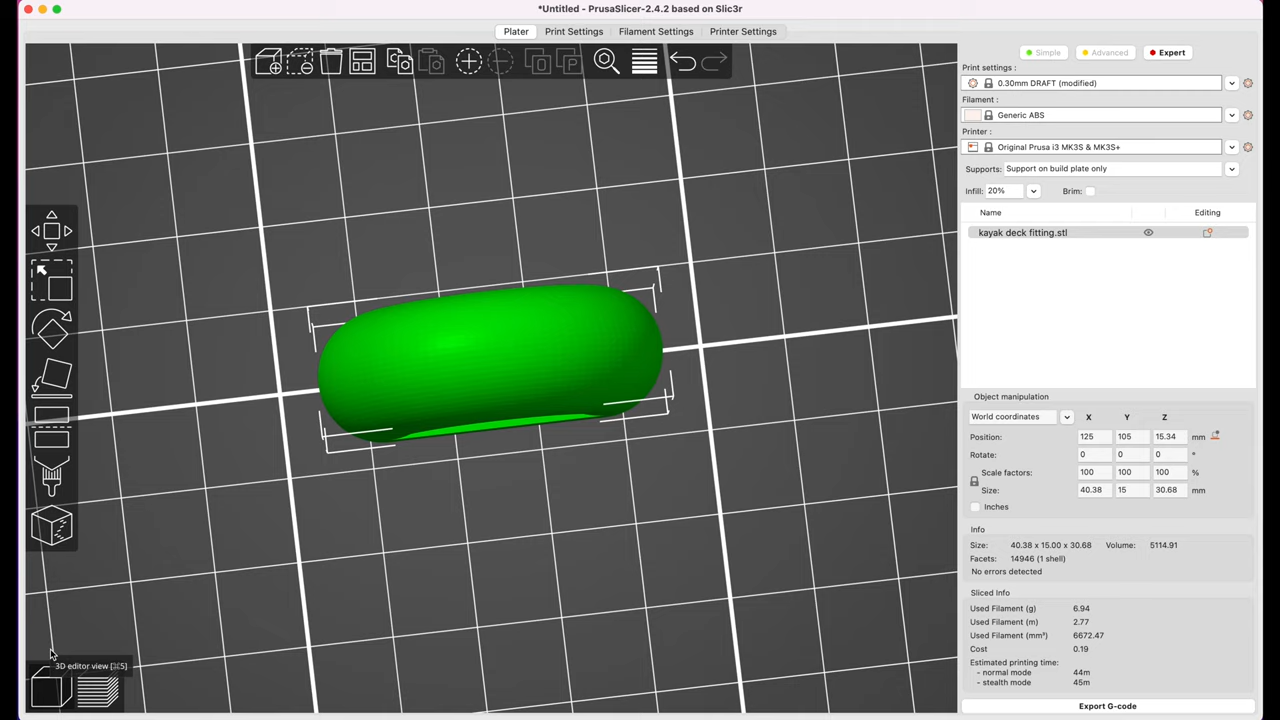 *Untitled - PrusaSlicer-2.4.2 based on Slic3r
Plater Print Settings Filament Settings Printer Settings
Simple Advanced Expert
Print settings :
0.30mm DRAFT (modified)
Filament :
Generic ABS
Printer :
Original Prusa i3 MK3S & MK3S+
Supports: Support on build plate only
Infill: 20% Brim:
Name Editing
kayak deck fitting.stl
Object manipulation
World coordinates X Y Z
Position: 125 105 15.34 mm
Rotate: 0 0 0 °
Scale factors: 100 100 100 %
Size: 40.38 15 30.68 mm
Inches
Info
Size: 40.38 x 15.00 x 30.68 Volume: 5114.91
Facets: 14946 (1 shell)
No errors detected
Sliced Info
Used Filament (g) 6.94
Used Filament (m) 2.77
Used Filament (mm³) 6672.47
Cost 0.19
Estimated printing time:
- normal mode 44m
- stealth mode 45m
3D editor view [⌘5]
Export G-code